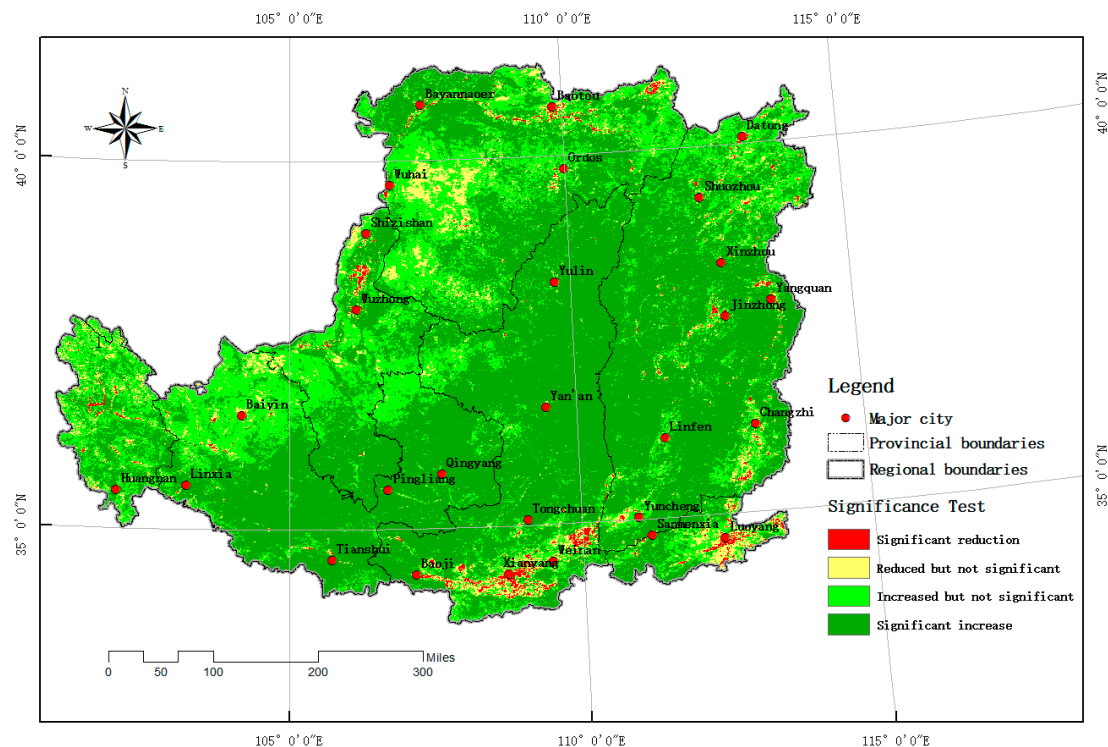 105° 0'0"E
110° 0'0"E
115° 0'0"E
40° 0'0"N
40° 0'0"N
N
W
E
S
Bayannaoer
Baotou
Datong
Ordos
Wuhai
Shuozhou
Shizishan
Xinzhou
Yulin
Yangquan
Wuzhong
Jinzhong
Baiyin
Yan'an
Changzhi
Linfen
Qingyang
Huangnan
Linxia
Pingliang
Tongchuan
Yuncheng
Sanmenxia
Luoyang
Tianshui
Baoji
Xianyang
Weinan
35° 0'0"N
35° 0'0"N
Legend
Major city
Provincial boundaries
Regional boundaries
Significance Test
Significant reduction
Reduced but not significant
Increased but not significant
Significant increase
Miles
0 50 100 200 300
105° 0'0"E
110° 0'0"E
115° 0'0"E